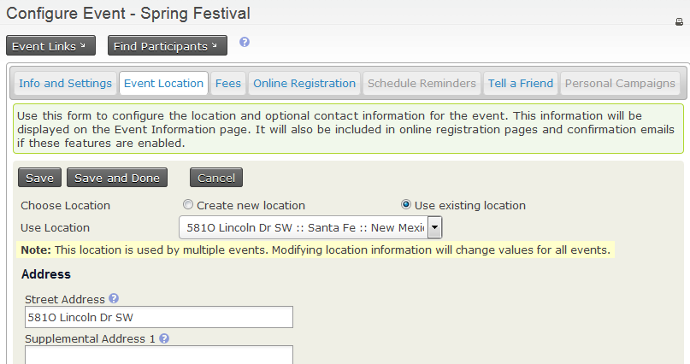 Configure Event - Spring Festival
Event Links Find Participants
Info and Settings Event Location Fees Online Registration Schedule Reminders Tell a Friend Personal Campaigns
Use this form to configure the location and optional contact information for the event. This information will be
displayed on the Event Information page. It will also be included in online registration pages and confirmation emails
if these features are enabled.
Save Save and Done Cancel
Choose Location Create new location Use existing location
Use Location 581O Lincoln Dr SW :: Santa Fe :: New Mexi
Note: This location is used by multiple events. Modifying location information will change values for all events.
Address
Street Address
581O Lincoln Dr SW
Supplemental Address 1